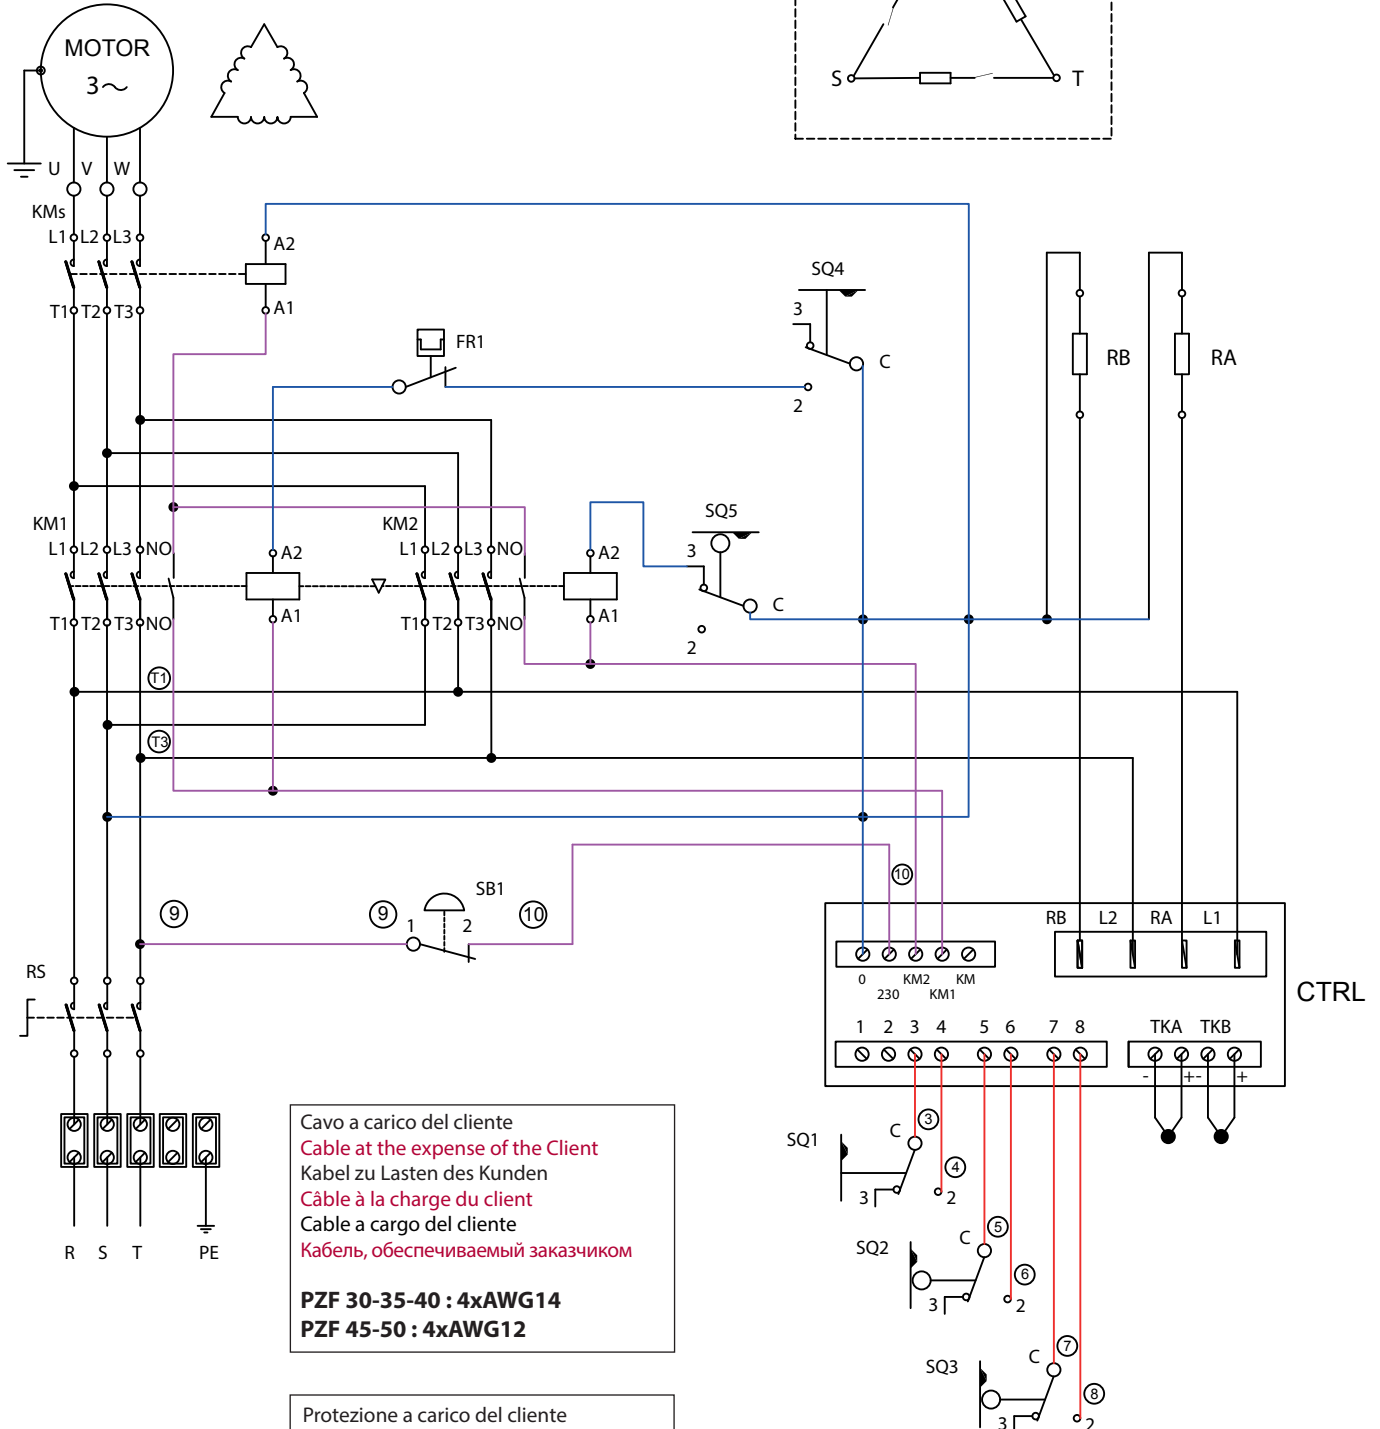 MOTOR
3~
S T
U V W
KMs
L1 L2 L3
A2
T1 T2 T3
A1
FR1
SQ4
3
C
2
RB
RA
KM1
L1 L2 L3 NO
A2
T1 T2 T3 NO
A1
KM2
L1 L2 L3 NO
A2
T1 T2 T3 NO
A1
SQ5
3
C
2
T1
T3
9
9
1
SB1
2
10
10
RS
RB L2 RA L1
0
230
KM2
KM1
KM
CTRL
1 2 3 4 5 6 7 8
TKA TKB
- +- +
SQ1
C
3
4
3
2
SQ2
C
5
6
3
2
SQ3
C
7
8
3
2
R S T PE
Cavo a carico del cliente
Cable at the expense of the Client
Kabel zu Lasten des Kunden
Câble à la charge du client
Cable a cargo del cliente
Кабель, обеспечиваемый заказчиком
PZF 30-35-40 : 4xAWG14
PZF 45-50 : 4xAWG12
Protezione a carico del cliente